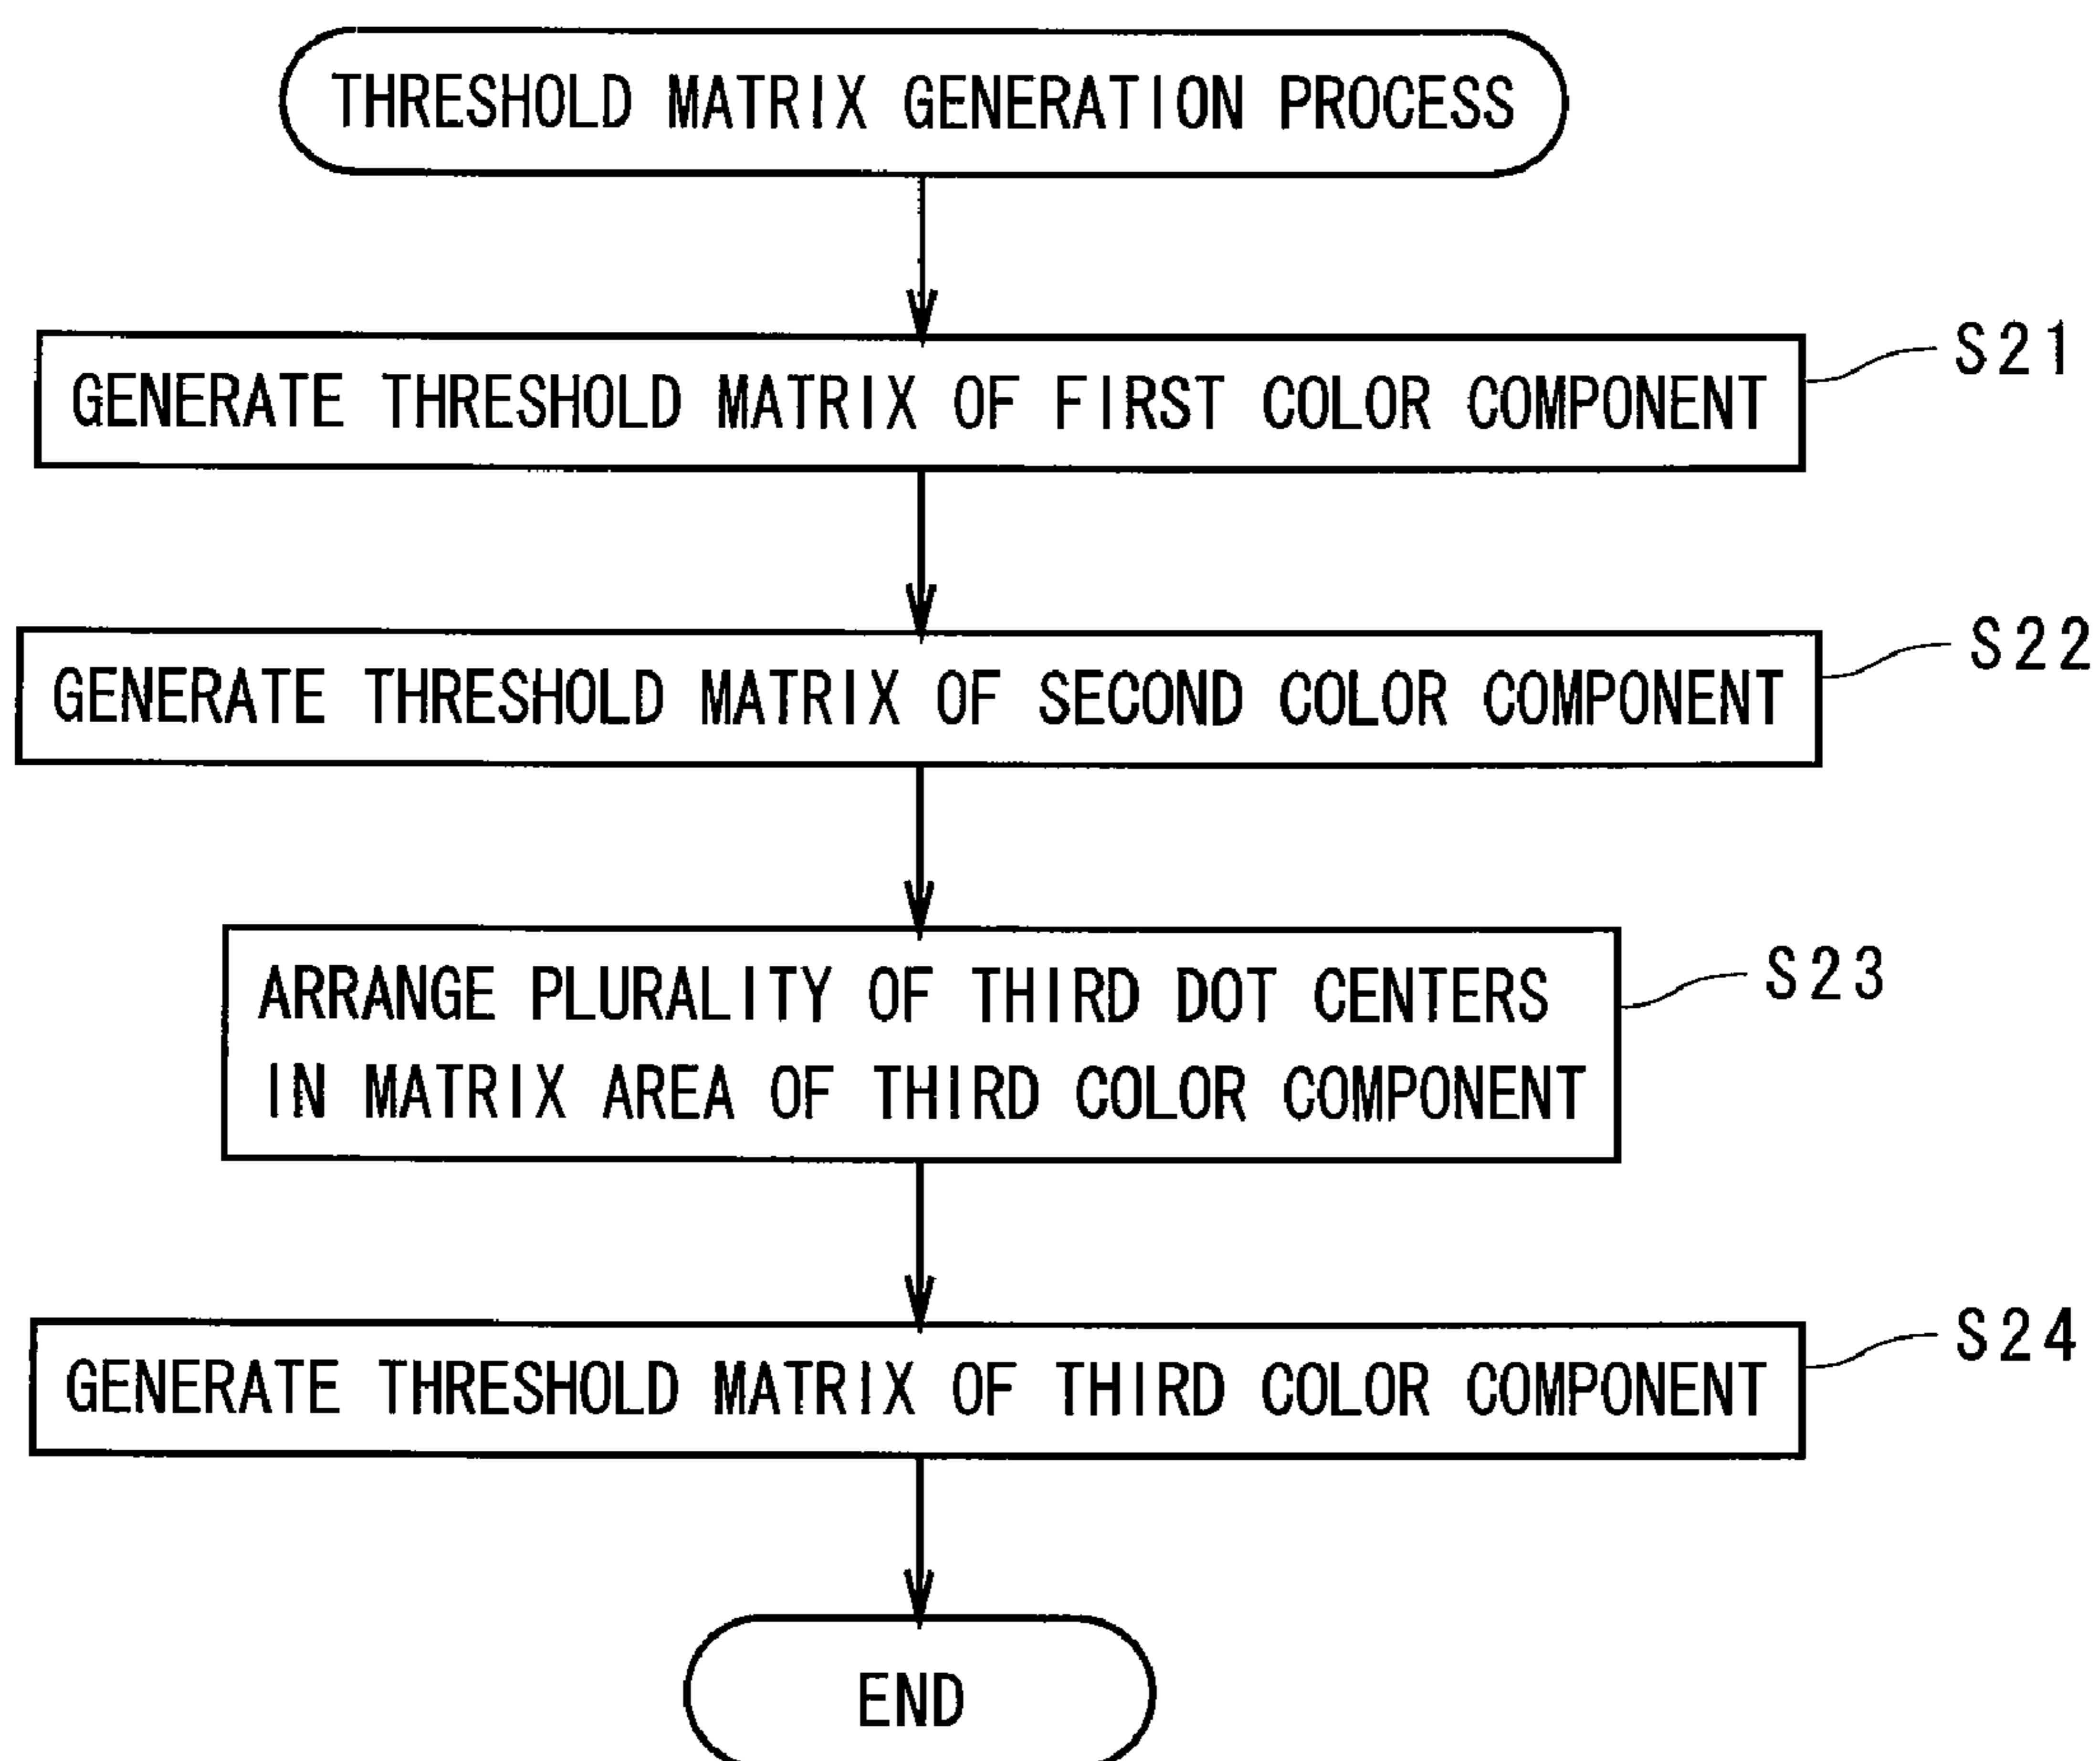 THRESHOLD MATRIX GENERATION PROCESS
GENERATE THRESHOLD MATRIX OF FIRST COLOR COMPONENT
S21
GENERATE THRESHOLD MATRIX OF SECOND COLOR COMPONENT
S22
ARRANGE PLURALITY OF THIRD DOT CENTERS
IN MATRIX AREA OF THIRD COLOR COMPONENT
S23
GENERATE THRESHOLD MATRIX OF THIRD COLOR COMPONENT
S24
END